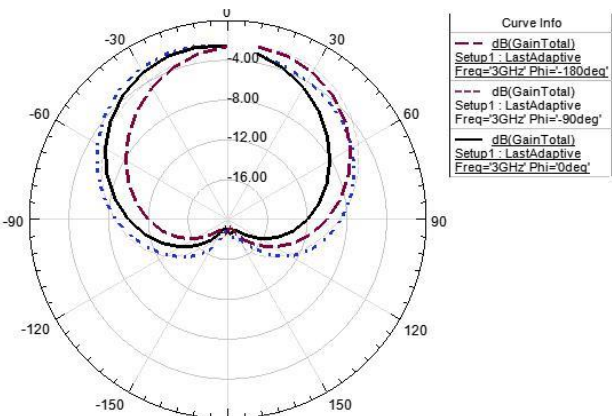 0
-30
30
-4.00
-60
-8.00
60
-12.00
-16.00
-90
90
-120
120
-150
150
Curve Info
dB(GainTotal)
Setup1 : LastAdaptive
Freq='3GHz' Phi='-180deg'
dB(GainTotal)
Setup1 : LastAdaptive
Freq='3GHz' Phi='-90deg'
dB(GainTotal)
Setup1 : LastAdaptive
Freq='3GHz' Phi='0deg'